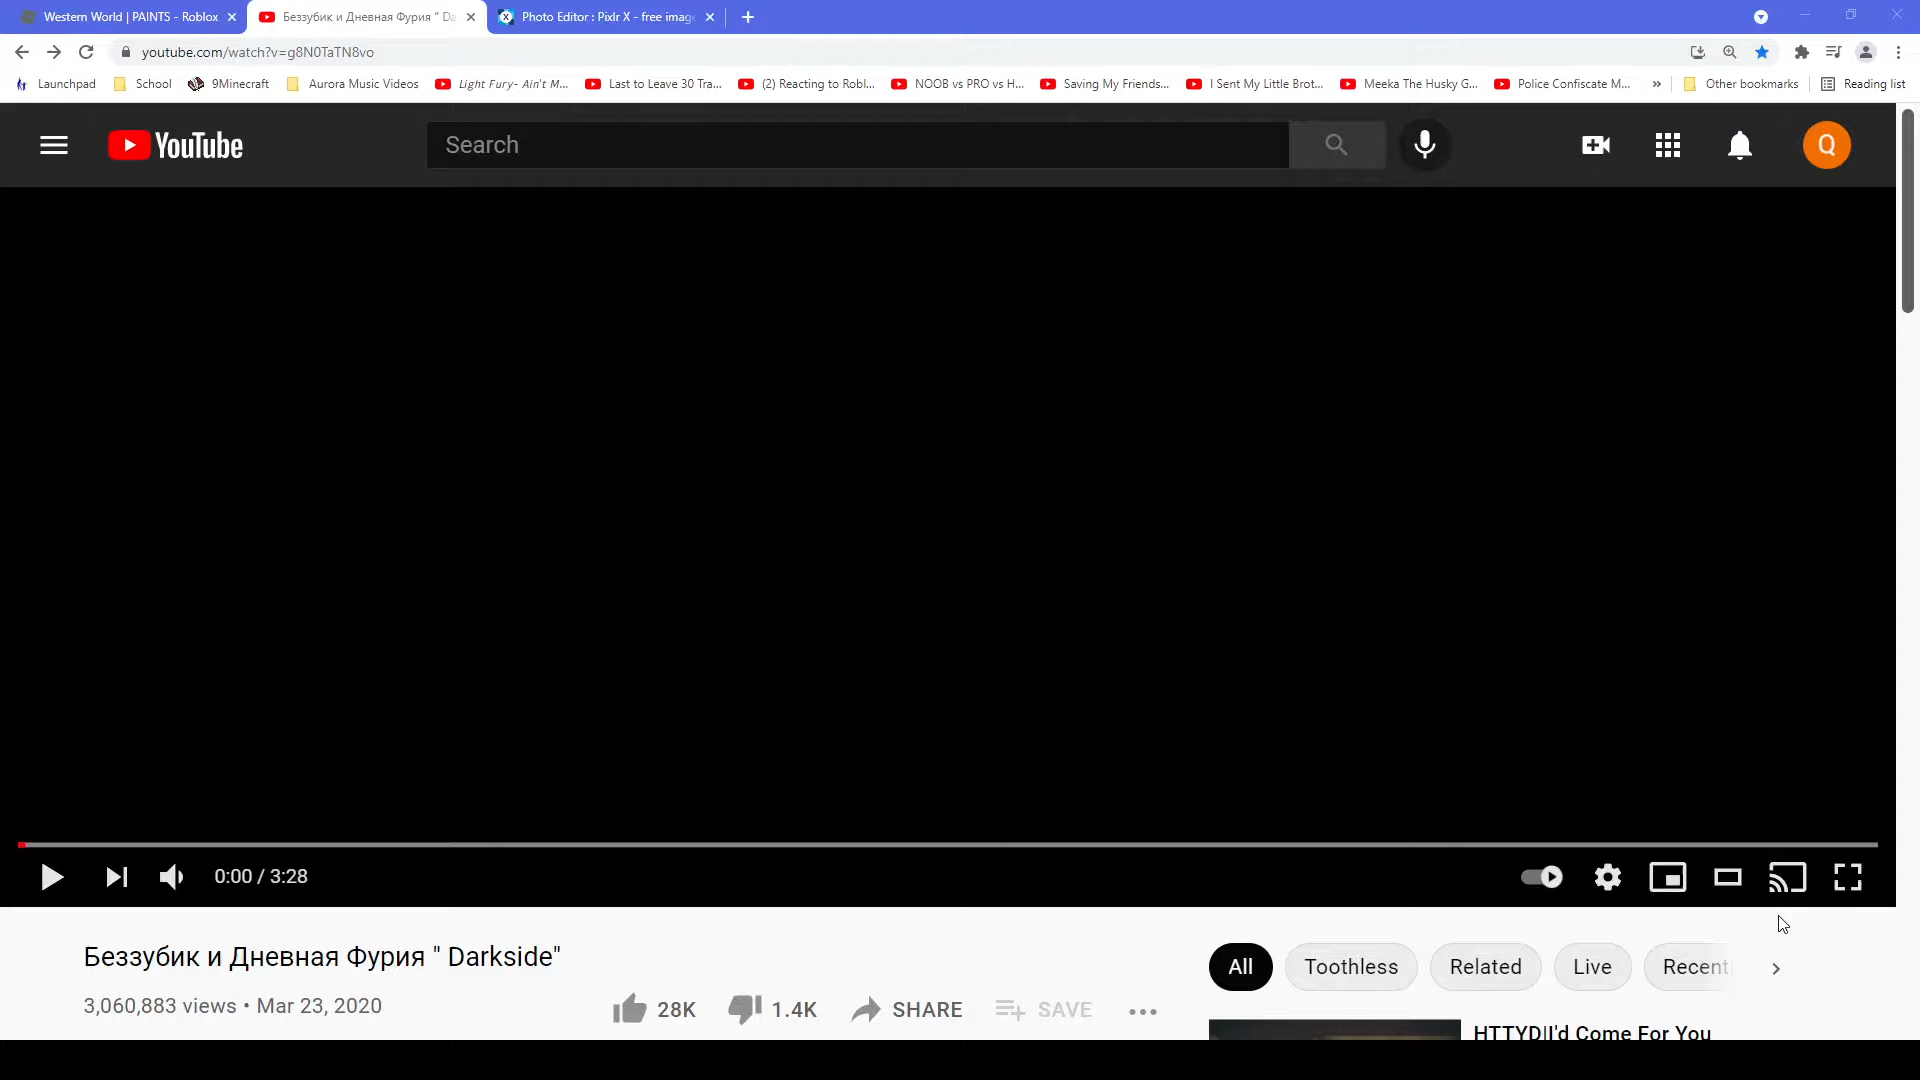 Western World | PAINTS - Roblox
Беззубик и Дневная Фурия " Da
Photo Editor : Pixlr X - free imag
youtube.com/watch?v=g8N0TaTN8vo
Launchpad School 9Minecraft Aurora Music Videos Light Fury- Ain't M... Last to Leave 30 Tra... (2) Reacting to Robl... NOOB vs PRO vs H... Saving My Friends... I Sent My Little Brot... Meeka The Husky G... Police Confiscate M... » Other bookmarks Reading list
YouTube Search Q
0:00 / 3:28
Беззубик и Дневная Фурия " Darkside"
All Toothless Related Live Recent
3,060,883 views • Mar 23, 2020 28K 1.4K SHARE SAVE
HTTYD|I'd Come For You